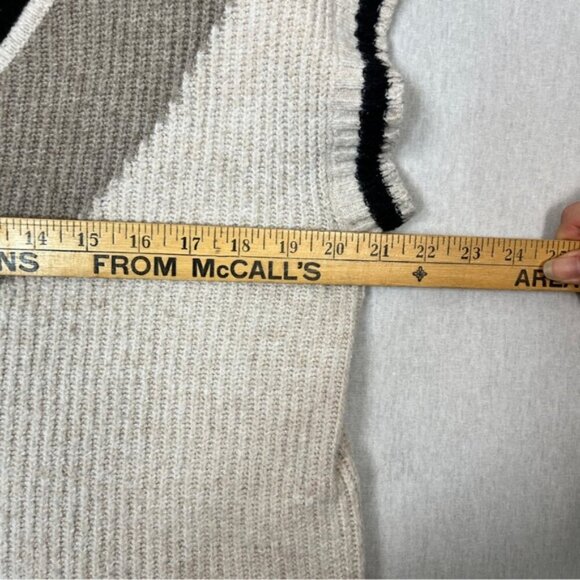 14 15 16 17 18 19 20 21 22 23 24
NS FROM McCALL'S AREA